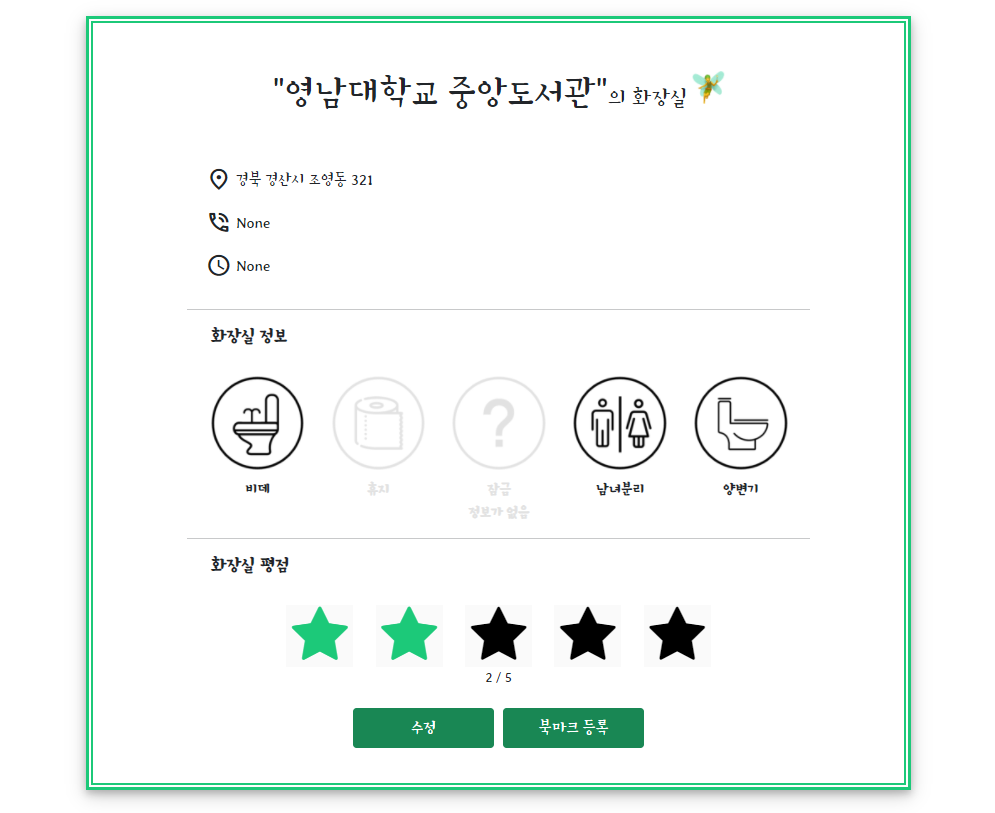 "영남대학교 중앙도서관"의 화장실
경북 경산시 조영동 321
None
None
화장실 정보
비데
휴지
잠금
정보가 없음
남녀분리
양변기
화장실 평점
2 / 5
수정
북마크 등록